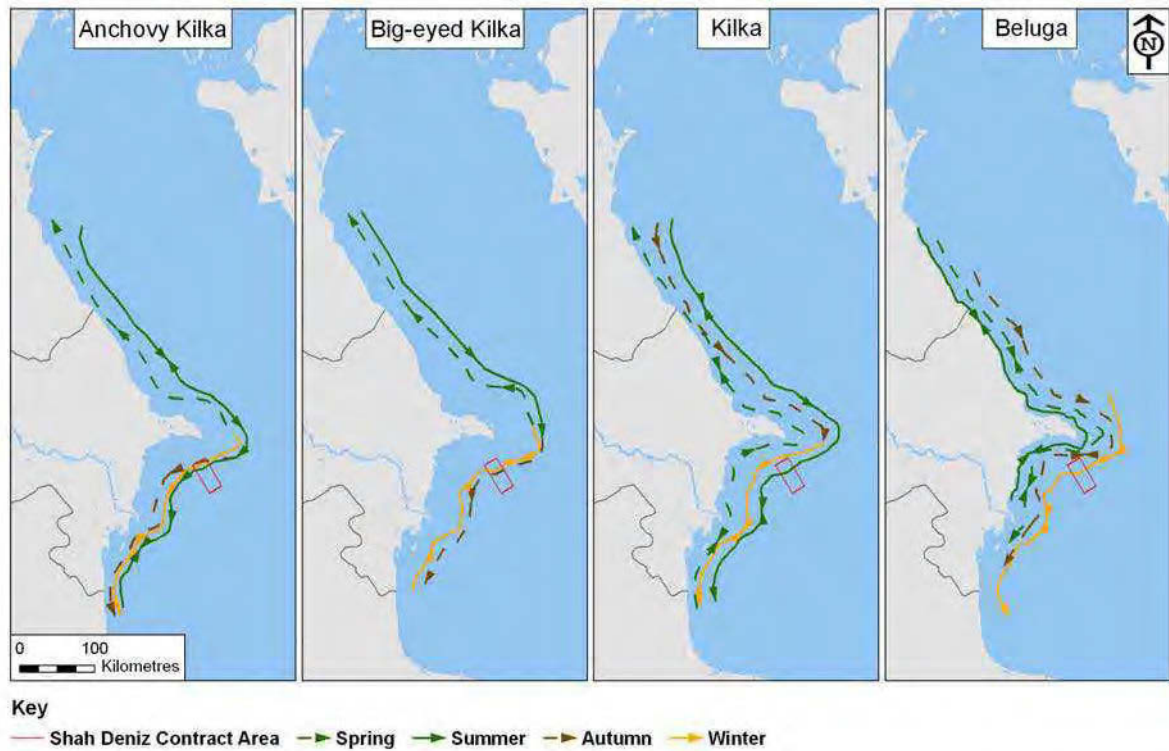 Anchovy Kilka
Big-eyed Kilka
Kilka
Beluga
N
0 100
Kilometres
Key
Shah Deniz Contract Area Spring Summer Autumn Winter